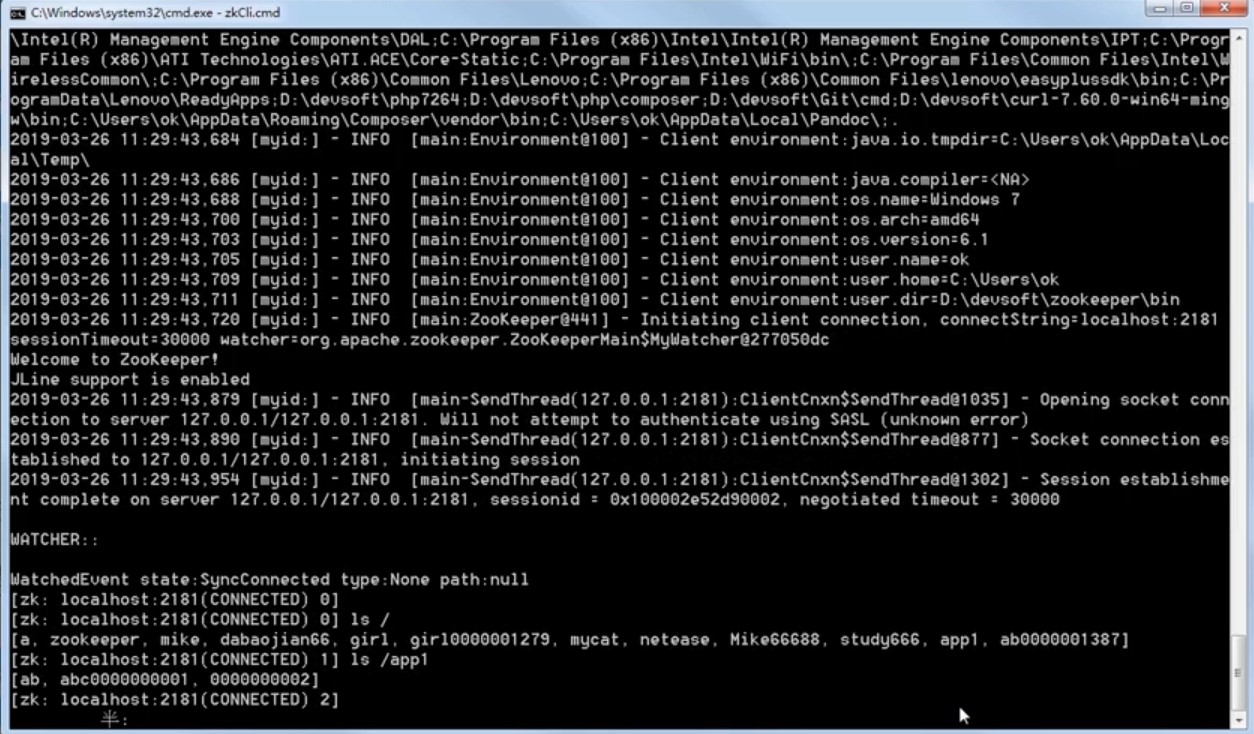 C:\Windows\system32\cmd.exe - zkCli.cmd
\Intel(R) Management Engine Components\DAL;C:\Program Files (x86)\Intel\Intel(R) Management Engine Components\IPT;C:\Progr
am Files (x86)\ATI Technologies\ATI.ACE\Core-Static;C:\Program Files\Intel\WiFi\bin\;C:\Program Files\Common Files\Intel\W
irelessCommon\;C:\Program Files (x86)\Common Files\Lenovo;C:\Program Files (x86)\Common Files\lenovo\easyplussdk\bin;C:\Pr
ogramData\Lenovo\ReadyApps;D:\devsoft\php7264;D:\devsoft\php\composer;D:\devsoft\Git\cmd;D:\devsoft\curl-7.60.0-win64-ming
w\bin;C:\Users\ok\AppData\Roaming\Composer\vendor\bin;C:\Users\ok\AppData\Local\Pandoc\;.
2019-03-26 11:29:43,684 [myid:] - INFO  [main:Environment@100] - Client environment:java.io.tmpdir=C:\Users\ok\AppData\Loc
al\Temp\
2019-03-26 11:29:43,686 [myid:] - INFO  [main:Environment@100] - Client environment:java.compiler=<NA>
2019-03-26 11:29:43,688 [myid:] - INFO  [main:Environment@100] - Client environment:os.name=Windows 7
2019-03-26 11:29:43,700 [myid:] - INFO  [main:Environment@100] - Client environment:os.arch=amd64
2019-03-26 11:29:43,703 [myid:] - INFO  [main:Environment@100] - Client environment:os.version=6.1
2019-03-26 11:29:43,705 [myid:] - INFO  [main:Environment@100] - Client environment:user.name=ok
2019-03-26 11:29:43,709 [myid:] - INFO  [main:Environment@100] - Client environment:user.home=C:\Users\ok
2019-03-26 11:29:43,711 [myid:] - INFO  [main:Environment@100] - Client environment:user.dir=D:\devsoft\zookeeper\bin
2019-03-26 11:29:43,720 [myid:] - INFO  [main:ZooKeeper@441] - Initiating client connection, connectString=localhost:2181
sessionTimeout=30000 watcher=org.apache.zookeeper.ZooKeeperMain$MyWatcher@277050dc
Welcome to ZooKeeper!
JLine support is enabled
2019-03-26 11:29:43,879 [myid:] - INFO  [main-SendThread(127.0.0.1:2181):ClientCnxn$SendThread@1035] - Opening socket conn
ection to server 127.0.0.1/127.0.0.1:2181. Will not attempt to authenticate using SASL (unknown error)
2019-03-26 11:29:43,890 [myid:] - INFO  [main-SendThread(127.0.0.1:2181):ClientCnxn$SendThread@877] - Socket connection es
tablished to 127.0.0.1/127.0.0.1:2181, initiating session
2019-03-26 11:29:43,954 [myid:] - INFO  [main-SendThread(127.0.0.1:2181):ClientCnxn$SendThread@1302] - Session establishme
nt complete on server 127.0.0.1/127.0.0.1:2181, sessionid = 0x100002e52d90002, negotiated timeout = 30000
WATCHER::
WatchedEvent state:SyncConnected type:None path:null
[zk: localhost:2181(CONNECTED) 0]
[zk: localhost:2181(CONNECTED) 0] ls /
[a, zookeeper, mike, dabaojian66, girl, girl0000001279, mycat, netease, Mike66688, study666, app1, ab0000001387]
[zk: localhost:2181(CONNECTED) 1] ls /app1
[ab, abc0000000001, 0000000002]
[zk: localhost:2181(CONNECTED) 2]
半: